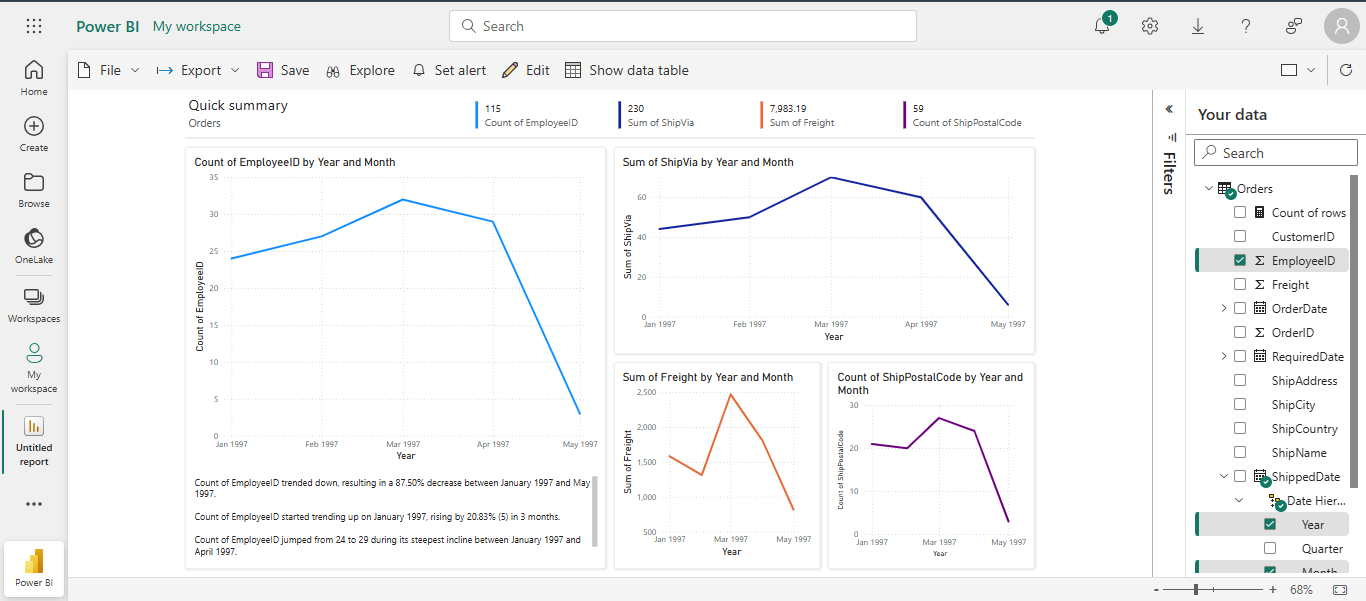 Power BI My workspace
Search
1
Home
Create
Browse
OneLake
Workspaces
My
workspace
Untitled
report
Power BI
File Export Save Explore Set alert Edit Show data table
Quick summary
Orders
115
Count of EmployeeID
230
Sum of ShipVia
7,983.19
Sum of Freight
59
Count of ShipPostalCode
Count of EmployeeID by Year and Month
Count of EmployeeID
35
30
25
20
15
10
5
0
Jan 1997 Feb 1997 Mar 1997 Apr 1997 May 1997
Year
Count of EmployeeID trended down, resulting in a 87.50% decrease between January 1997 and May
1997.
Count of EmployeeID started trending up on January 1997, rising by 20.83% (5) in 3 months.
Count of EmployeeID jumped from 24 to 29 during its steepest incline between January 1997 and
April 1997.
Sum of ShipVia by Year and Month
Sum of ShipVia
60
40
20
0
Jan 1997 Feb 1997 Mar 1997 Apr 1997 May 1997
Year
Sum of Freight by Year and Month
Sum of Freight
2,500
2,000
1,500
1,000
500
Jan 1997 Mar 1997 May 1997
Year
Count of ShipPostalCode by Year and
Month
Count of ShipPostalCode
30
20
10
0
Jan 1997 Mar 1997 May 1997
Year
Filters
Your data
Search
Orders
Count of rows
CustomerID
EmployeeID
Freight
OrderDate
OrderID
RequiredDate
ShipAddress
ShipCity
ShipCountry
ShipName
ShippedDate
Date Hier...
Year
Quarter
Month
- + 68%